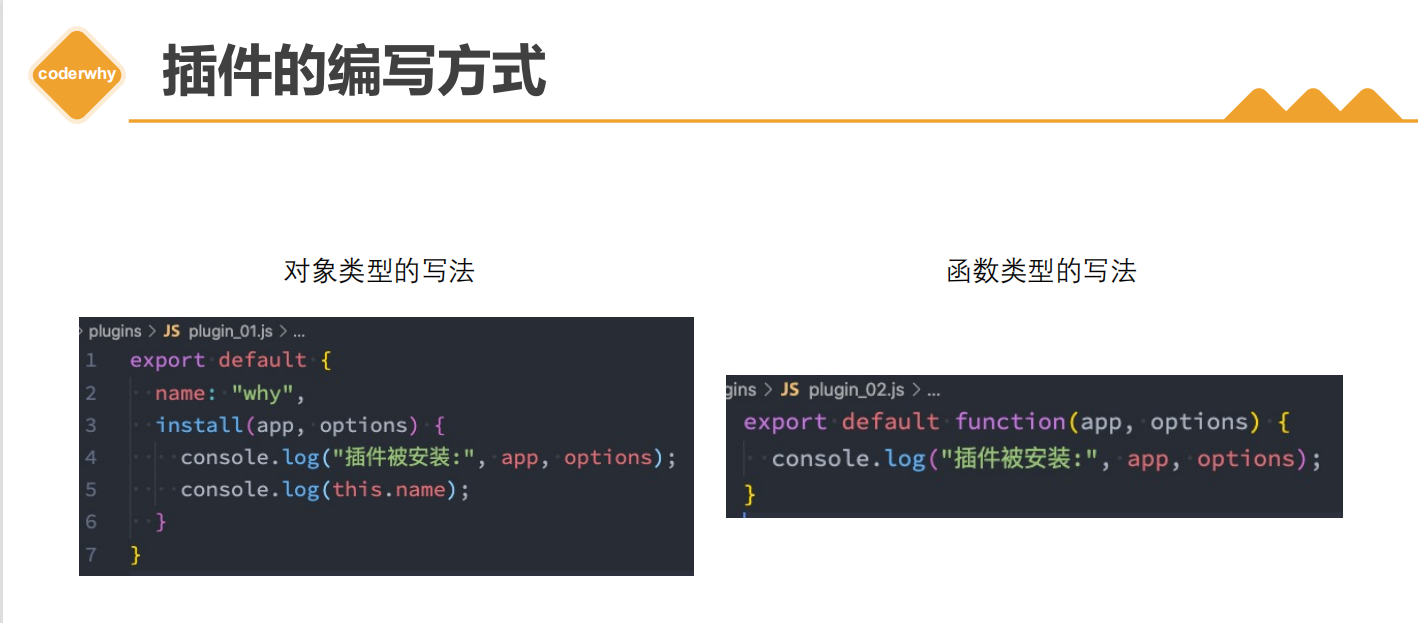 coderwhy
插件的编写方式
对象类型的写法
plugins > JS plugin_01.js > ...
1 export default {
2   name: "why",
3   install(app, options) {
4     console.log("插件被安装:", app, options);
5     console.log(this.name);
6   }
7 }
函数类型的写法
gins > JS plugin_02.js > ...
export default function(app, options) {
  console.log("插件被安装:", app, options);
}